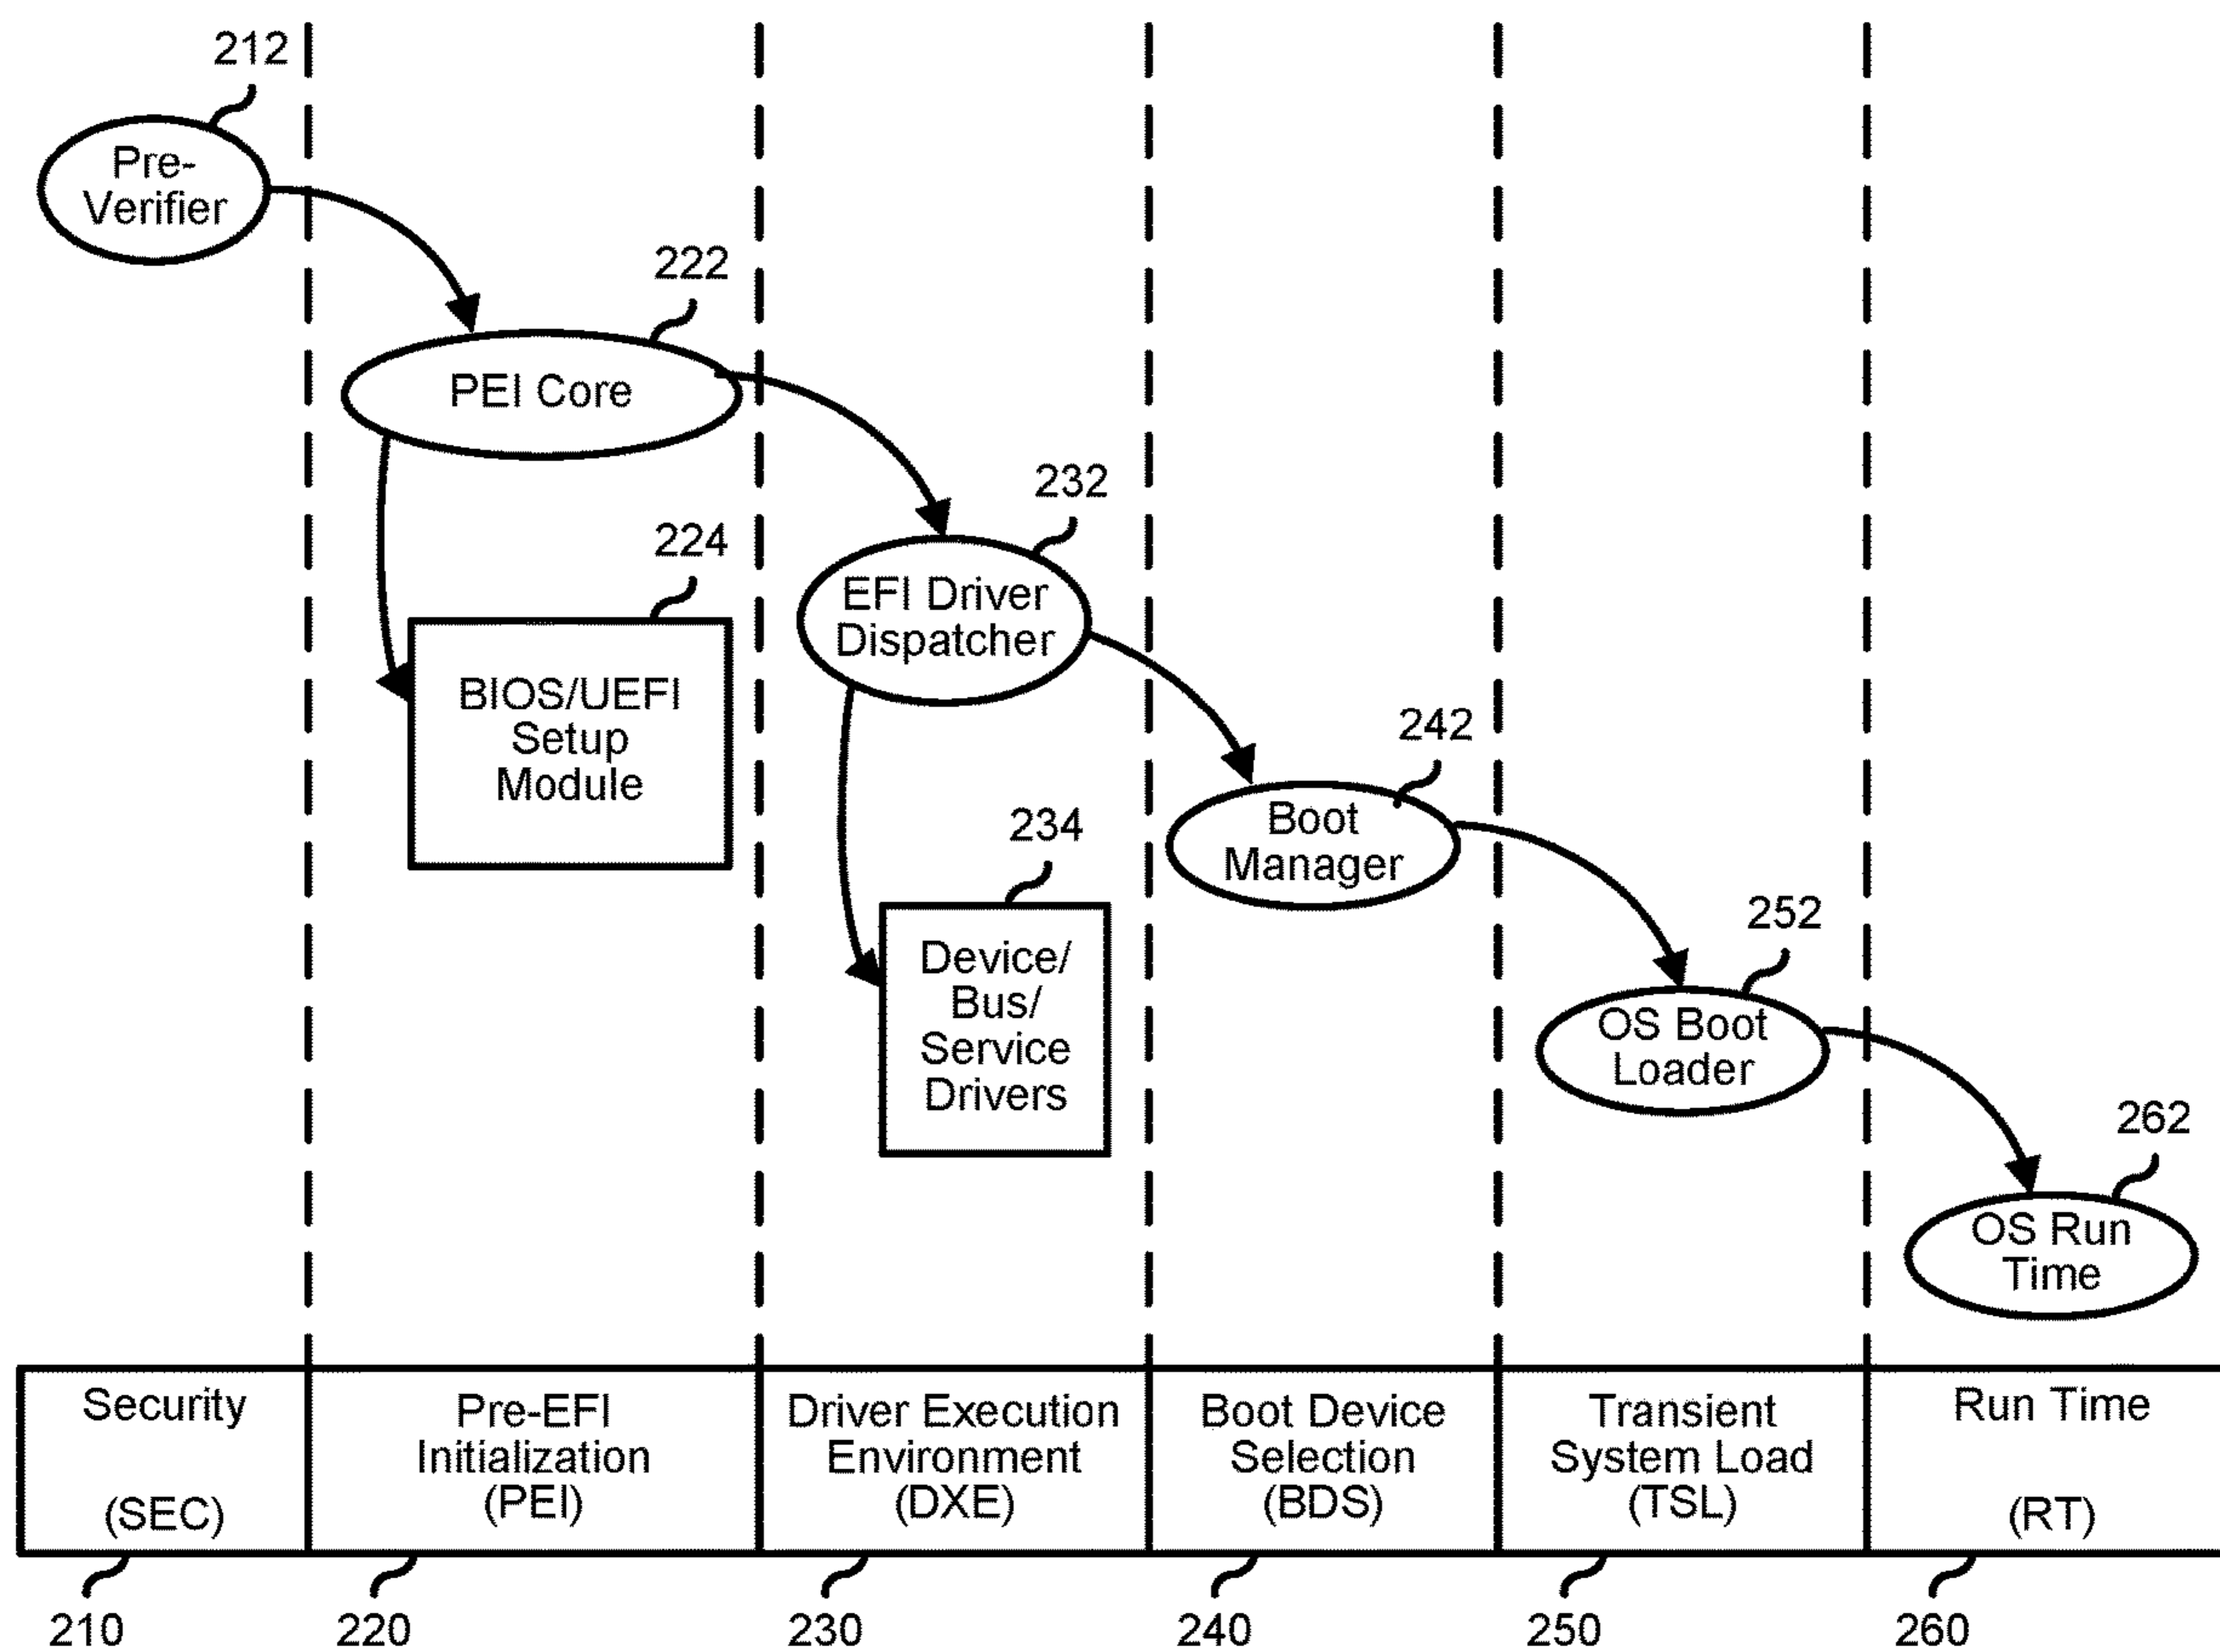 212
Pre-
Verifier
222
PEI Core
224
BIOS/UEFI
Setup
Module
232
EFI Driver
Dispatcher
234
Device/
Bus/
Service
Drivers
242
Boot
Manager
252
OS Boot
Loader
262
OS Run
Time
Security
(SEC)
Pre-EFI
Initialization
(PEI)
Driver Execution
Environment
(DXE)
Boot Device
Selection
(BDS)
Transient
System Load
(TSL)
Run Time
(RT)
210
220
230
240
250
260